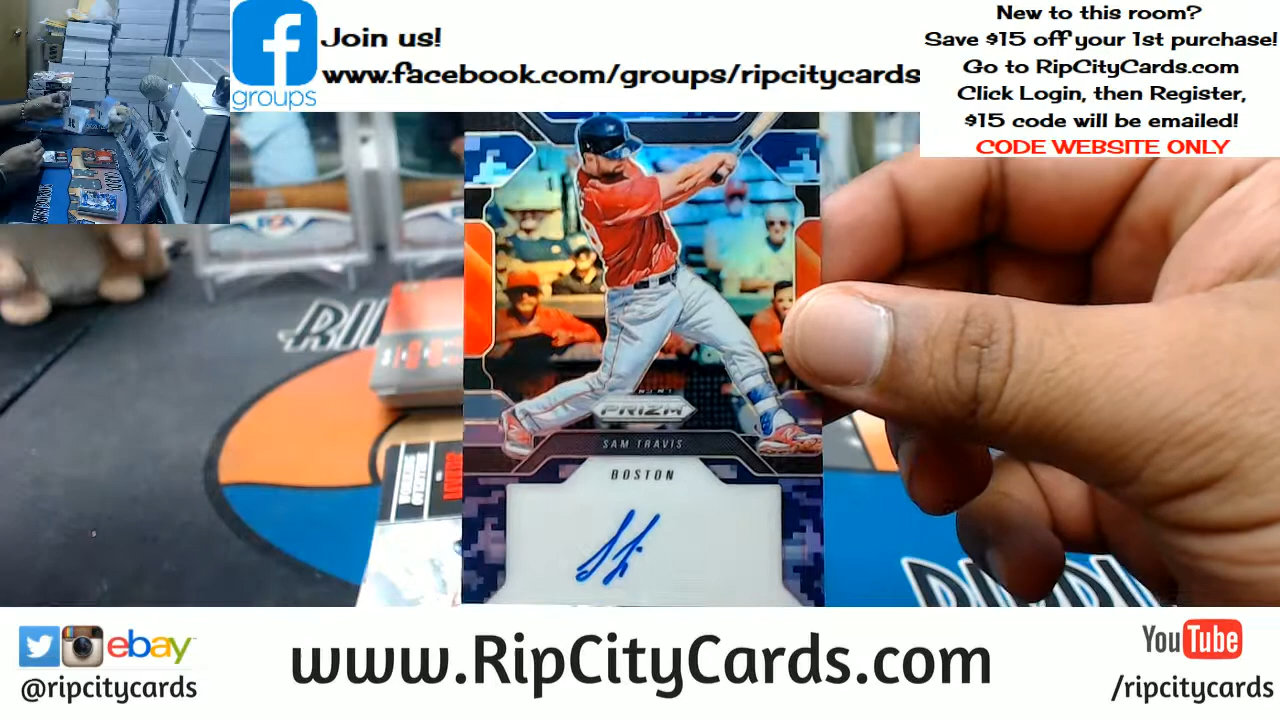 Join us!
www.facebook.com/groups/ripcitycards
groups
New to this room?
Save $15 off your 1st purchase!
Go to RipCityCards.com
Click Login, then Register,
$15 code will be emailed!
CODE WEBSITE ONLY
PRIZM
SAM TRAVIS
BOSTON
ebay
@ripcitycards
www.RipCityCards.com
YouTube
/ripcitycards